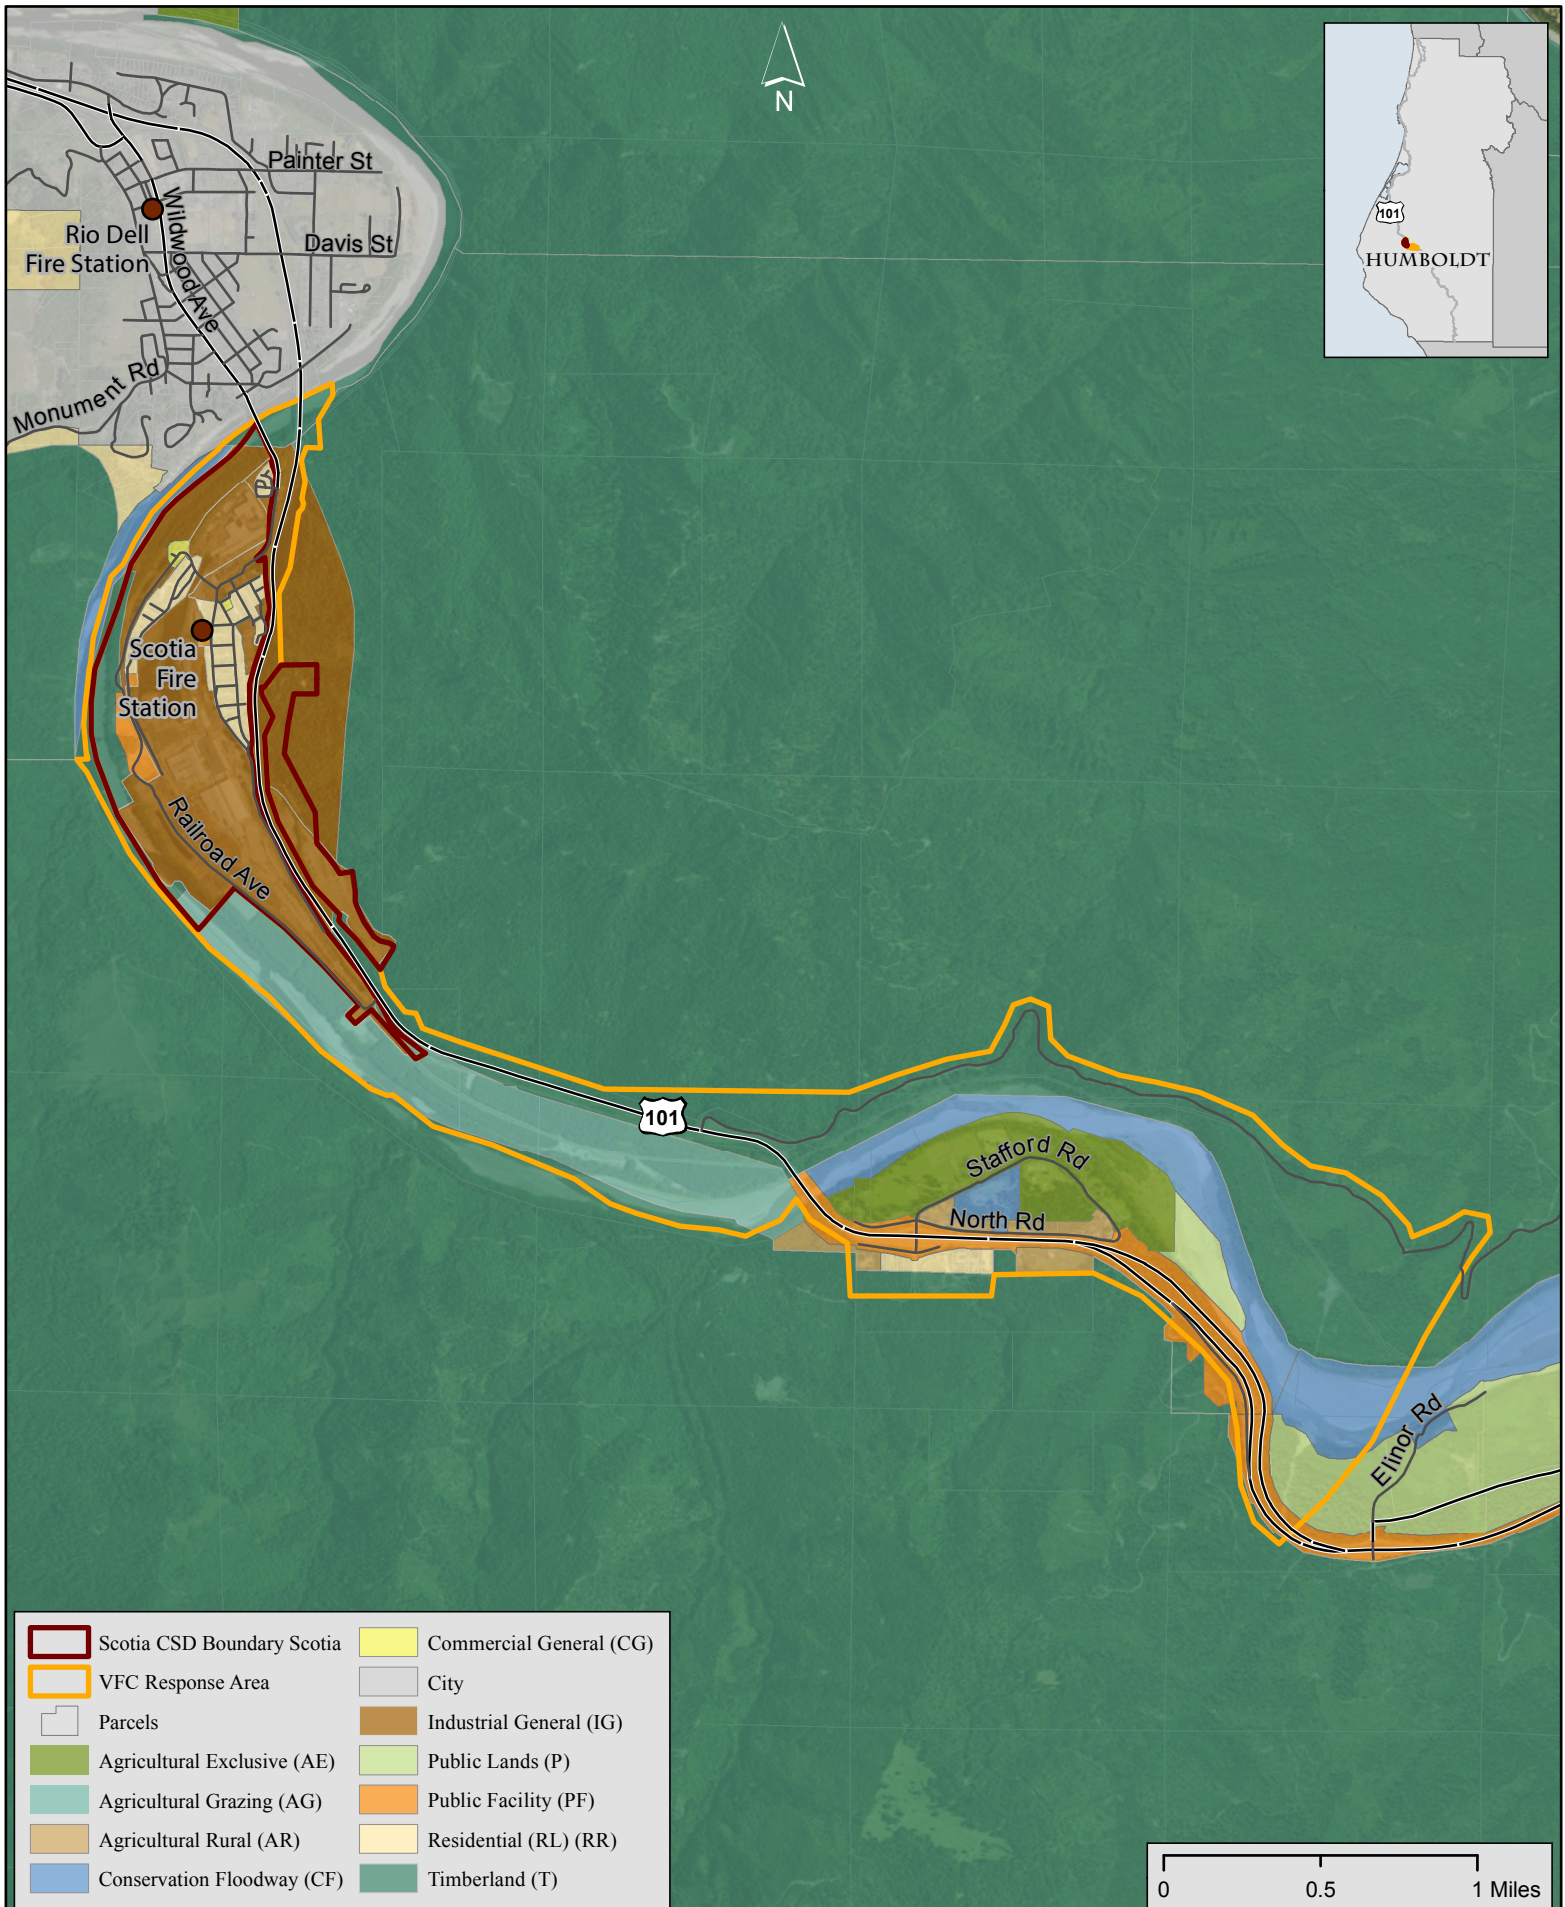 N
101
HUMBOLDT
Painter St
Rio Dell
Fire Station
Wildwood Ave
Davis St
Monument Rd
Scotia
Fire
Station
Railroad Ave
101
Stafford Rd
North Rd
Elinor Rd
Scotia CSD Boundary Scotia
VFC Response Area
Parcels
Agricultural Exclusive (AE)
Agricultural Grazing (AG)
Agricultural Rural (AR)
Conservation Floodway (CF)
Commercial General (CG)
City
Industrial General (IG)
Public Lands (P)
Public Facility (PF)
Residential (RL) (RR)
Timberland (T)
0 0.5 1 Miles